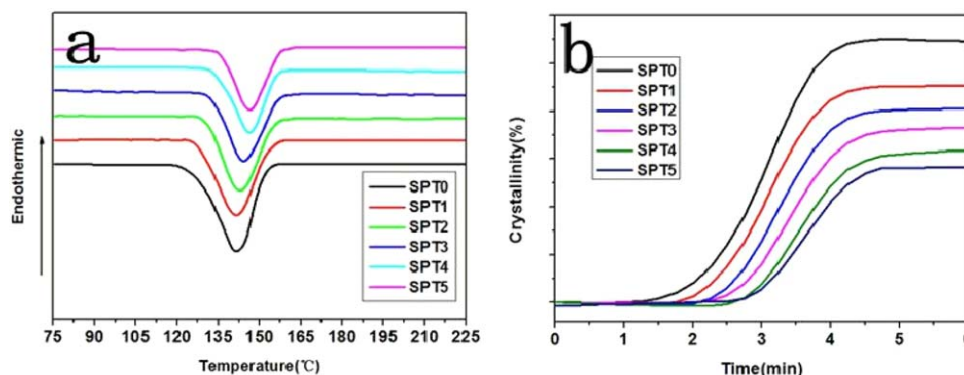 a
Endothermic
SPT0
SPT1
SPT2
SPT3
SPT4
SPT5
75 90 105 120 135 150 165 180 195 210 225
Temperature(℃)
b
SPT0
SPT1
SPT2
SPT3
SPT4
SPT5
Crystallinity(%)
0 1 2 3 4 5 6
Time(min)